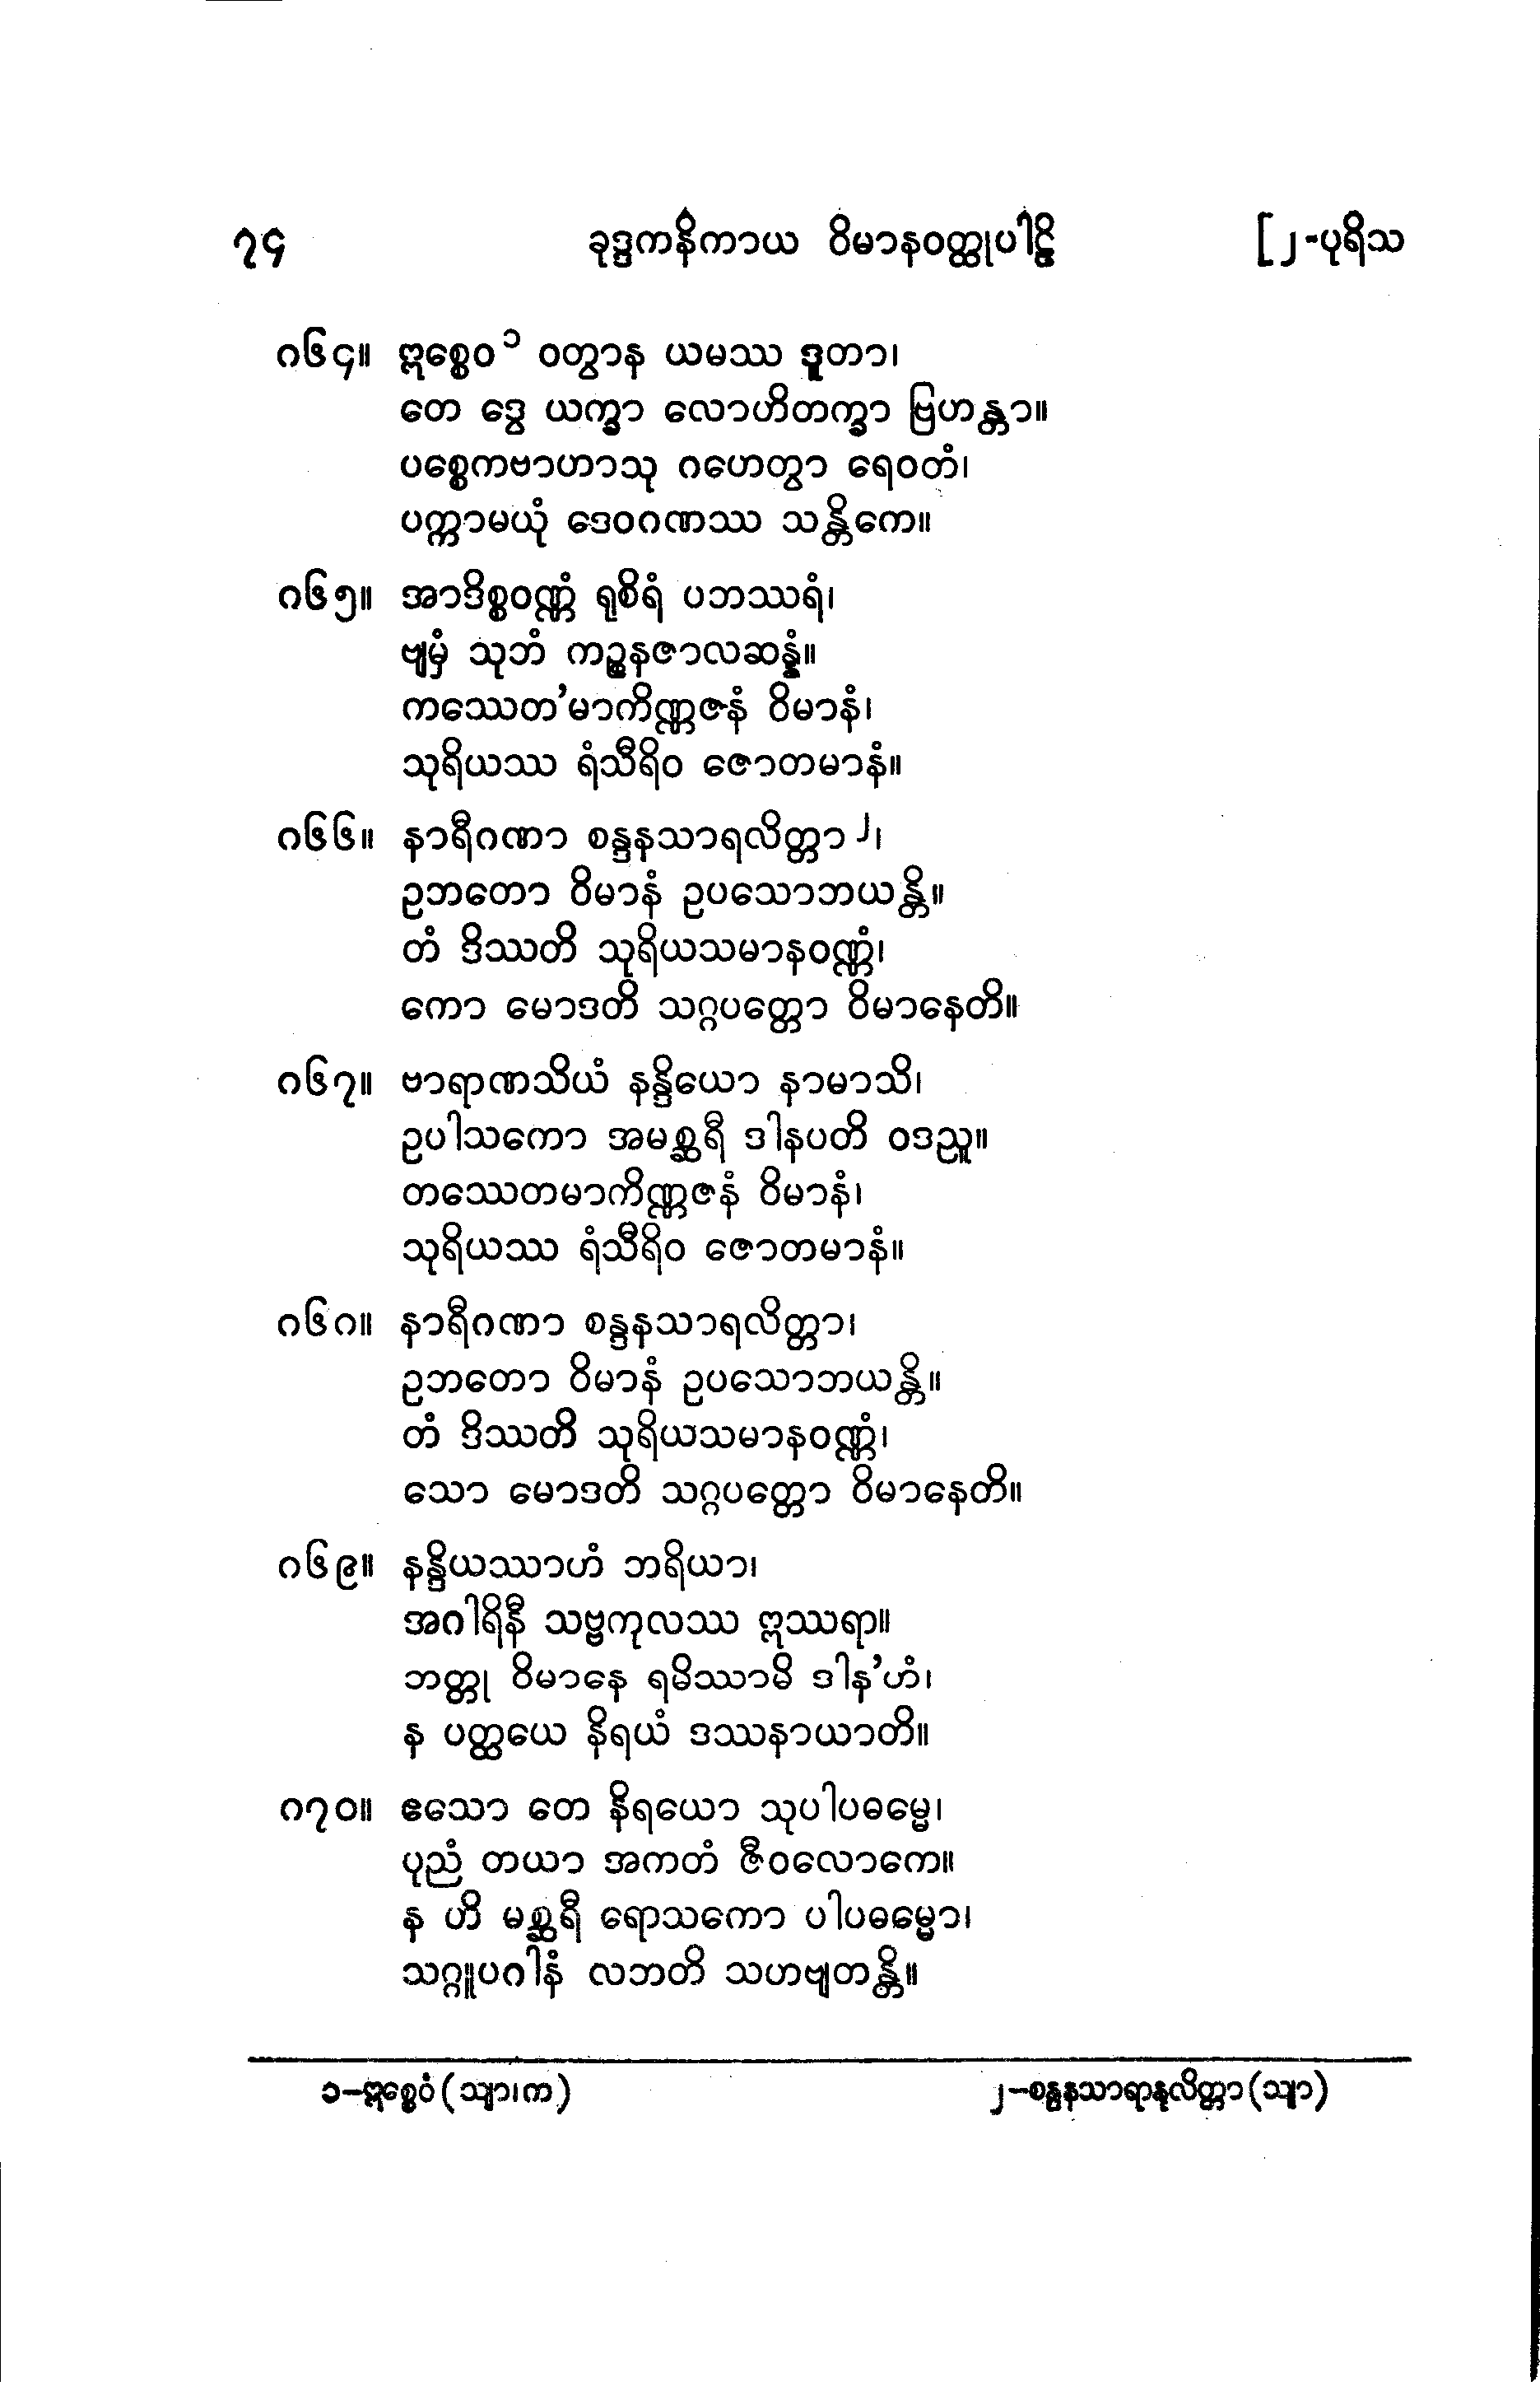 ၇၄ ခုဒ္ဒကနိကာယ ဝိမာနဝတ္ထုပါဠိ [၂-ပုရိသ
၈၆၄။ ဣစ္စေဝ ၁ ဝတွာန ယမဿ ဒူတာ၊
တေ ဒွေ ယက္ခာ လောဟိတက္ခာ ဗြဟန္တာ။
ပစ္စေကဗာဟာသု ဂဟေတွာ ရေဝတံ၊
ပက္ကာမယုံ ဒေဝဂဏဿ သန္တိကေ။
၈၆၅။ အာဒိစ္စဝဏ္ဏံ ရုစိရံ ပဘဿရံ၊
ဗျမှံ သုဘံ ကဉ္စနဇာလဆန္နံ။
ကဿေတ’မာကိဏ္ဏဇနံ ဝိမာနံ၊
သုရိယဿ ရံသီရိဝ ဇောတမာနံ။
၈၆၆။ နာရီဂဏာ စန္ဒနသာရလိတ္တာ ၂၊
ဥဘတော ဝိမာနံ ဥပသောဘယန္တိ။
တံ ဒိဿတိ သုရိယသမာနဝဏ္ဏံ၊
ကော မောဒတိ သဂ္ဂပတ္တော ဝိမာနေတိ။
၈၆၇။ ဗာရာဏသိယံ နန္ဒိယော နာမာသိ၊
ဥပါသကော အမစ္ဆရီ ဒါနပတိ ဝဒညူ။
တဿေတမာကိဏ္ဏဇနံ ဝိမာနံ၊
သုရိယဿ ရံသီရိဝ ဇောတမာနံ။
၈၆၈။ နာရီဂဏာ စန္ဒနသာရလိတ္တာ၊
ဥဘတော ဝိမာနံ ဥပသောဘယန္တိ။
တံ ဒိဿတိ သုရိယသမာနဝဏ္ဏံ၊
သော မောဒတိ သဂ္ဂပတ္တော ဝိမာနေတိ။
၈၆၉။ နန္ဒိယဿာဟံ ဘရိယာ၊
အဂါရိနီ သဗ္ဗကုလဿ ဣဿရာ။
ဘတ္တု ဝိမာနေ ရမိဿာမိ ဒါန’ဟံ၊
န ပတ္ထယေ နိရယံ ဒဿနာယာတိ။
၈၇၀။ ဧသော တေ နိရယော သုပါပဓမ္မေ၊
ပုညံ တယာ အကတံ ဇီဝလောကေ။
န ဟိ မစ္ဆရီ ရောသကော ပါပဓမ္မော၊
သဂ္ဂူပဂါနံ လဘတိ သဟဗျတန္တိ။
၁–ဣစ္စေဝံ (သျာ၊က) ၂–စန္ဒနသာရာနုလိတ္တာ (သျာ)